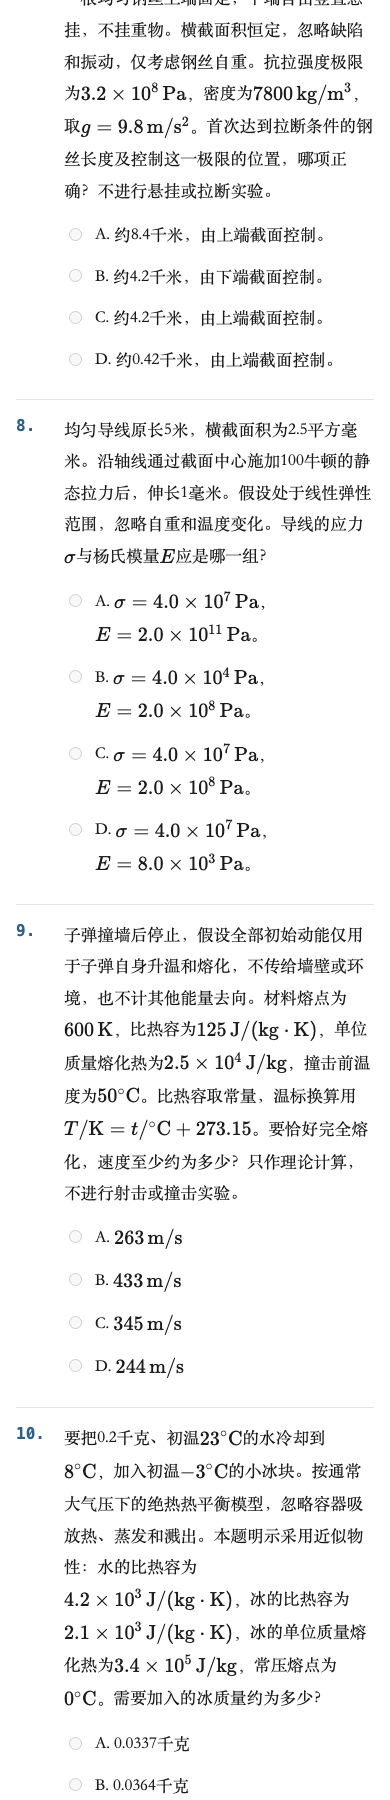 挂，不挂重物。横截面积恒定，忽略缺陷
和振动，仅考虑钢丝自重。抗拉强度极限
为3.2 × 10⁸ Pa，密度为7800 kg/m³，
取g = 9.8 m/s²。首次达到拉断条件的钢
丝长度及控制这一极限的位置，哪项正
确？不进行悬挂或拉断实验。
A. 约8.4千米，由上端截面控制。
B. 约4.2千米，由下端截面控制。
C. 约4.2千米，由上端截面控制。
D. 约0.42千米，由上端截面控制。
8. 均匀导线原长5米，横截面积为2.5平方毫
米。沿轴线通过截面中心施加100牛顿的静
态拉力后，伸长1毫米。假设处于线性弹性
范围，忽略自重和温度变化。导线的应力
σ与杨氏模量E应是哪一组？
A. σ = 4.0 × 10⁷ Pa，
E = 2.0 × 10¹¹ Pa。
B. σ = 4.0 × 10⁴ Pa，
E = 2.0 × 10⁸ Pa。
C. σ = 4.0 × 10⁷ Pa，
E = 2.0 × 10⁸ Pa。
D. σ = 4.0 × 10⁷ Pa，
E = 8.0 × 10³ Pa。
9. 子弹撞墙后停止，假设全部初始动能仅用
于子弹自身升温和熔化，不传给墙壁或环
境，也不计其他能量去向。材料熔点为
600 K，比热容为125 J/(kg · K)，单位
质量熔化热为2.5 × 10⁴ J/kg，撞击前温
度为50°C。比热容取常量，温标换算用
T/K = t/°C + 273.15。要恰好完全熔
化，速度至少约为多少？只作理论计算，
不进行射击或撞击实验。
A. 263 m/s
B. 433 m/s
C. 345 m/s
D. 244 m/s
10. 要把0.2千克、初温23°C的水冷却到
8°C，加入初温−3°C的小冰块。按通常
大气压下的绝热热平衡模型，忽略容器吸
放热、蒸发和溅出。本题明示采用近似物
性：水的比热容为
4.2 × 10³ J/(kg · K)，冰的比热容为
2.1 × 10³ J/(kg · K)，冰的单位质量熔
化热为3.4 × 10⁵ J/kg，常压熔点为
0°C。需要加入的冰质量约为多少？
A. 0.0337千克
B. 0.0364千克